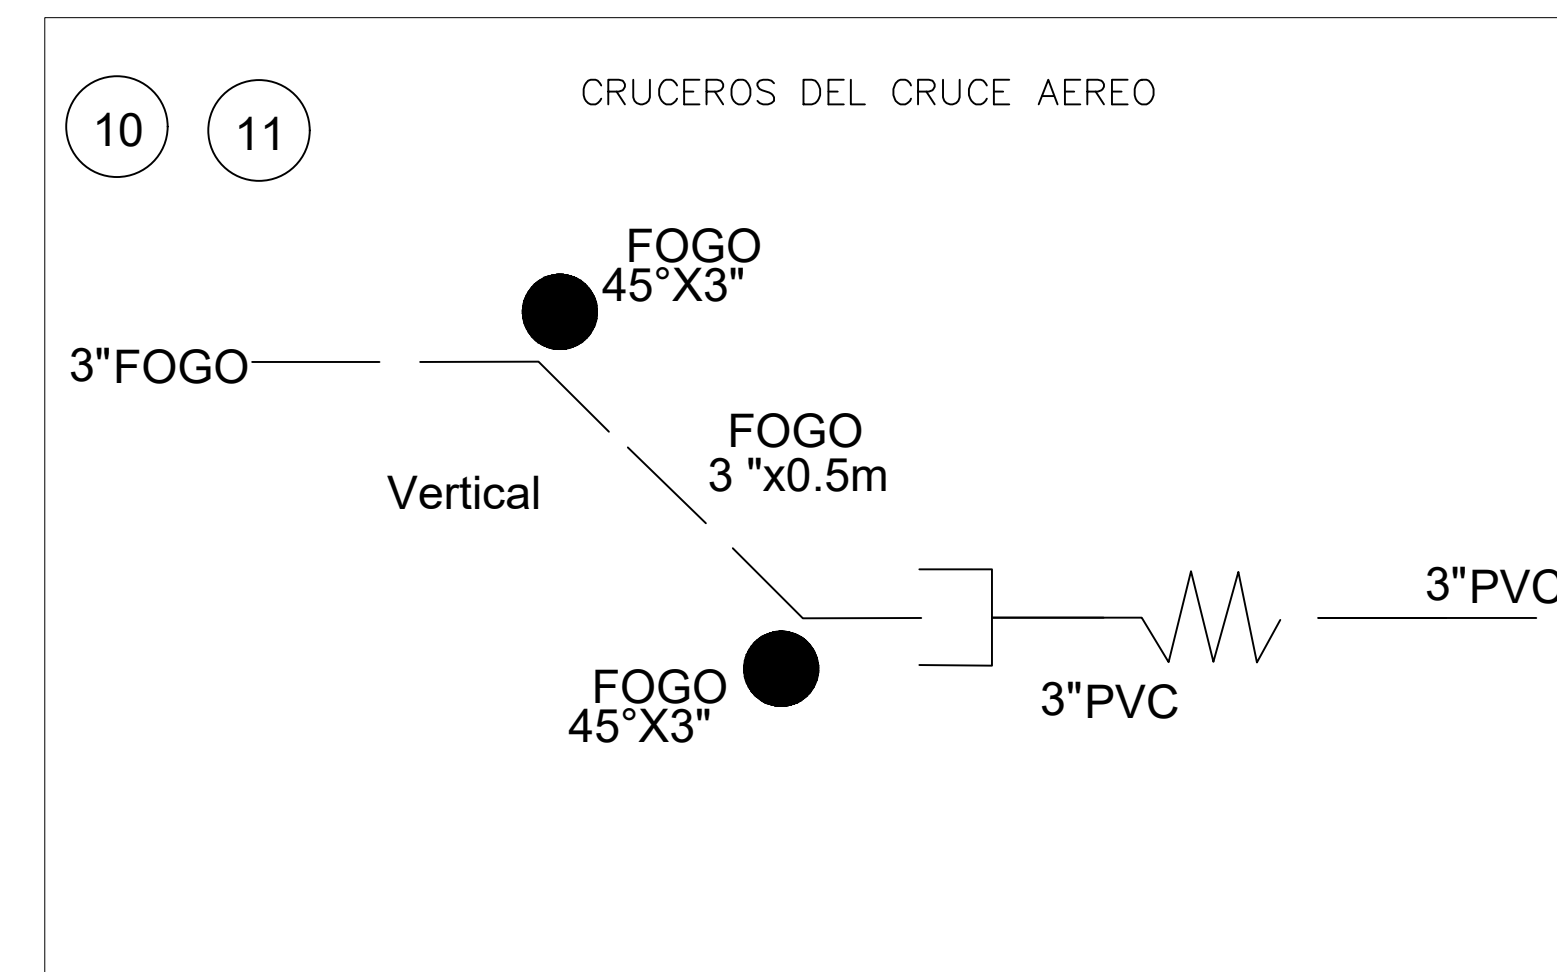 CRUCEROS DEL CRUCE AEREO
10 11
FOGO
45°X3"
3"FOGO
FOGO
3 "x0.5m
Vertical
3"PVC
FOGO
45°X3"
3"PVC